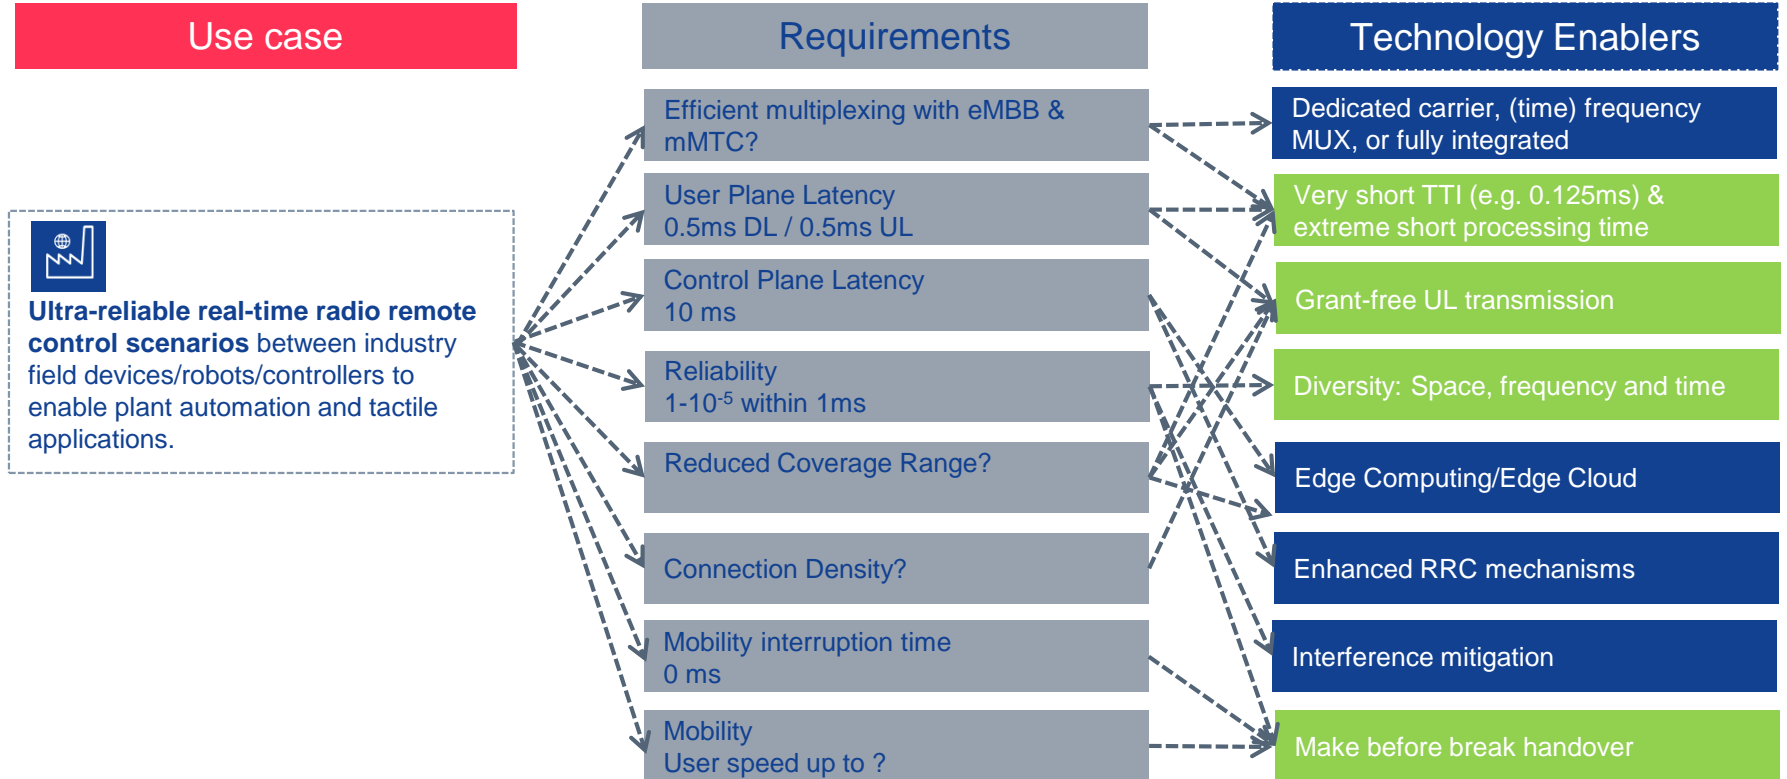 Use case
Requirements
Technology Enablers
Ultra-reliable real-time radio remote
control scenarios between industry
field devices/robots/controllers to
enable plant automation and tactile
applications.
Efficient multiplexing with eMBB &
mMTC?
User Plane Latency
0.5ms DL / 0.5ms UL
Control Plane Latency
10 ms
Reliability
1-10⁻⁵ within 1ms
Reduced Coverage Range?
Connection Density?
Mobility interruption time
0 ms
Mobility
User speed up to ?
Dedicated carrier, (time) frequency
MUX, or fully integrated
Very short TTI (e.g. 0.125ms) &
extreme short processing time
Grant-free UL transmission
Diversity: Space, frequency and time
Edge Computing/Edge Cloud
Enhanced RRC mechanisms
Interference mitigation
Make before break handover